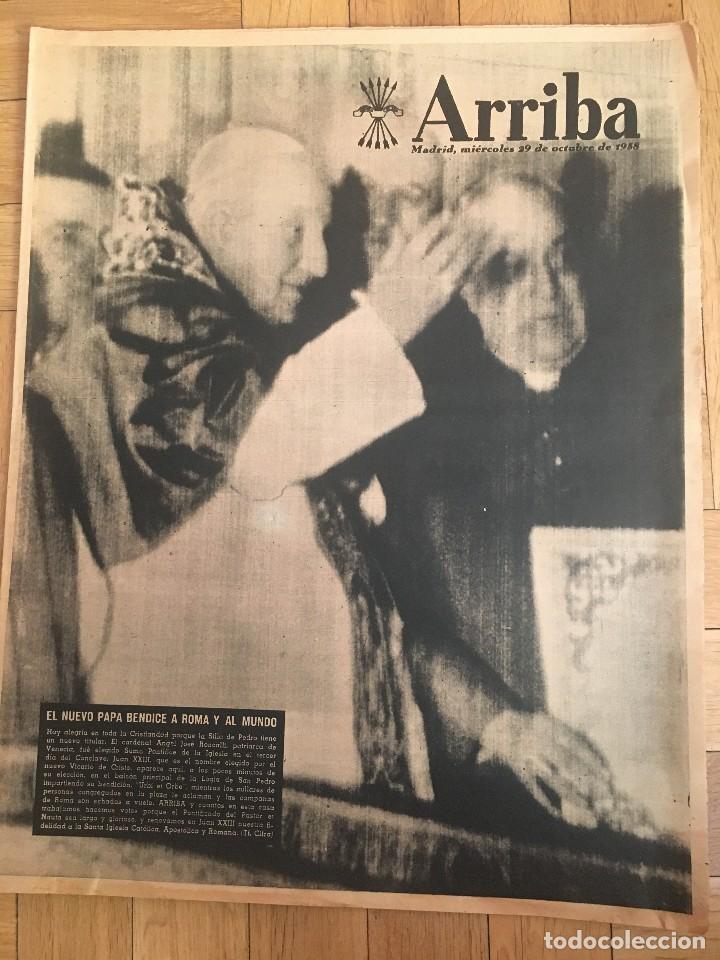 Arriba
Madrid, miércoles 29 de octubre de 1958
EL NUEVO PAPA BENDICE A ROMA Y AL MUNDO
Hay alegría en toda la Cristiandad porque la Silla de Pedro tiene
un nuevo titular. El cardenal Angel José Roncalli, patriarca de
Venecia, fué elegido Sumo Pontífice de la Iglesia en el tercer
día del Conclave. Juan XXIII, que es el nombre elegido por el
nuevo Vicario de Cristo, aparece aquí, a los pocos minutos de
su elección, en el balcón principal de la Logia de San Pedro
impartiendo su bendición "Urbi et Orbe", mientras los millares de
personas congregadas en la plaza le aclaman y las campanas
de Roma son echadas a vuelo. ARRIBA y cuantos en esta casa
trabajamos hacemos votos porque el Pontificado del Pastor et
Nauta sea largo y glorioso, y renovamos en Juan XXIII nuestra fi-
delidad a la Santa Iglesia Católica, Apostólica y Romana. (Tf. Cifra)
todocoleccion